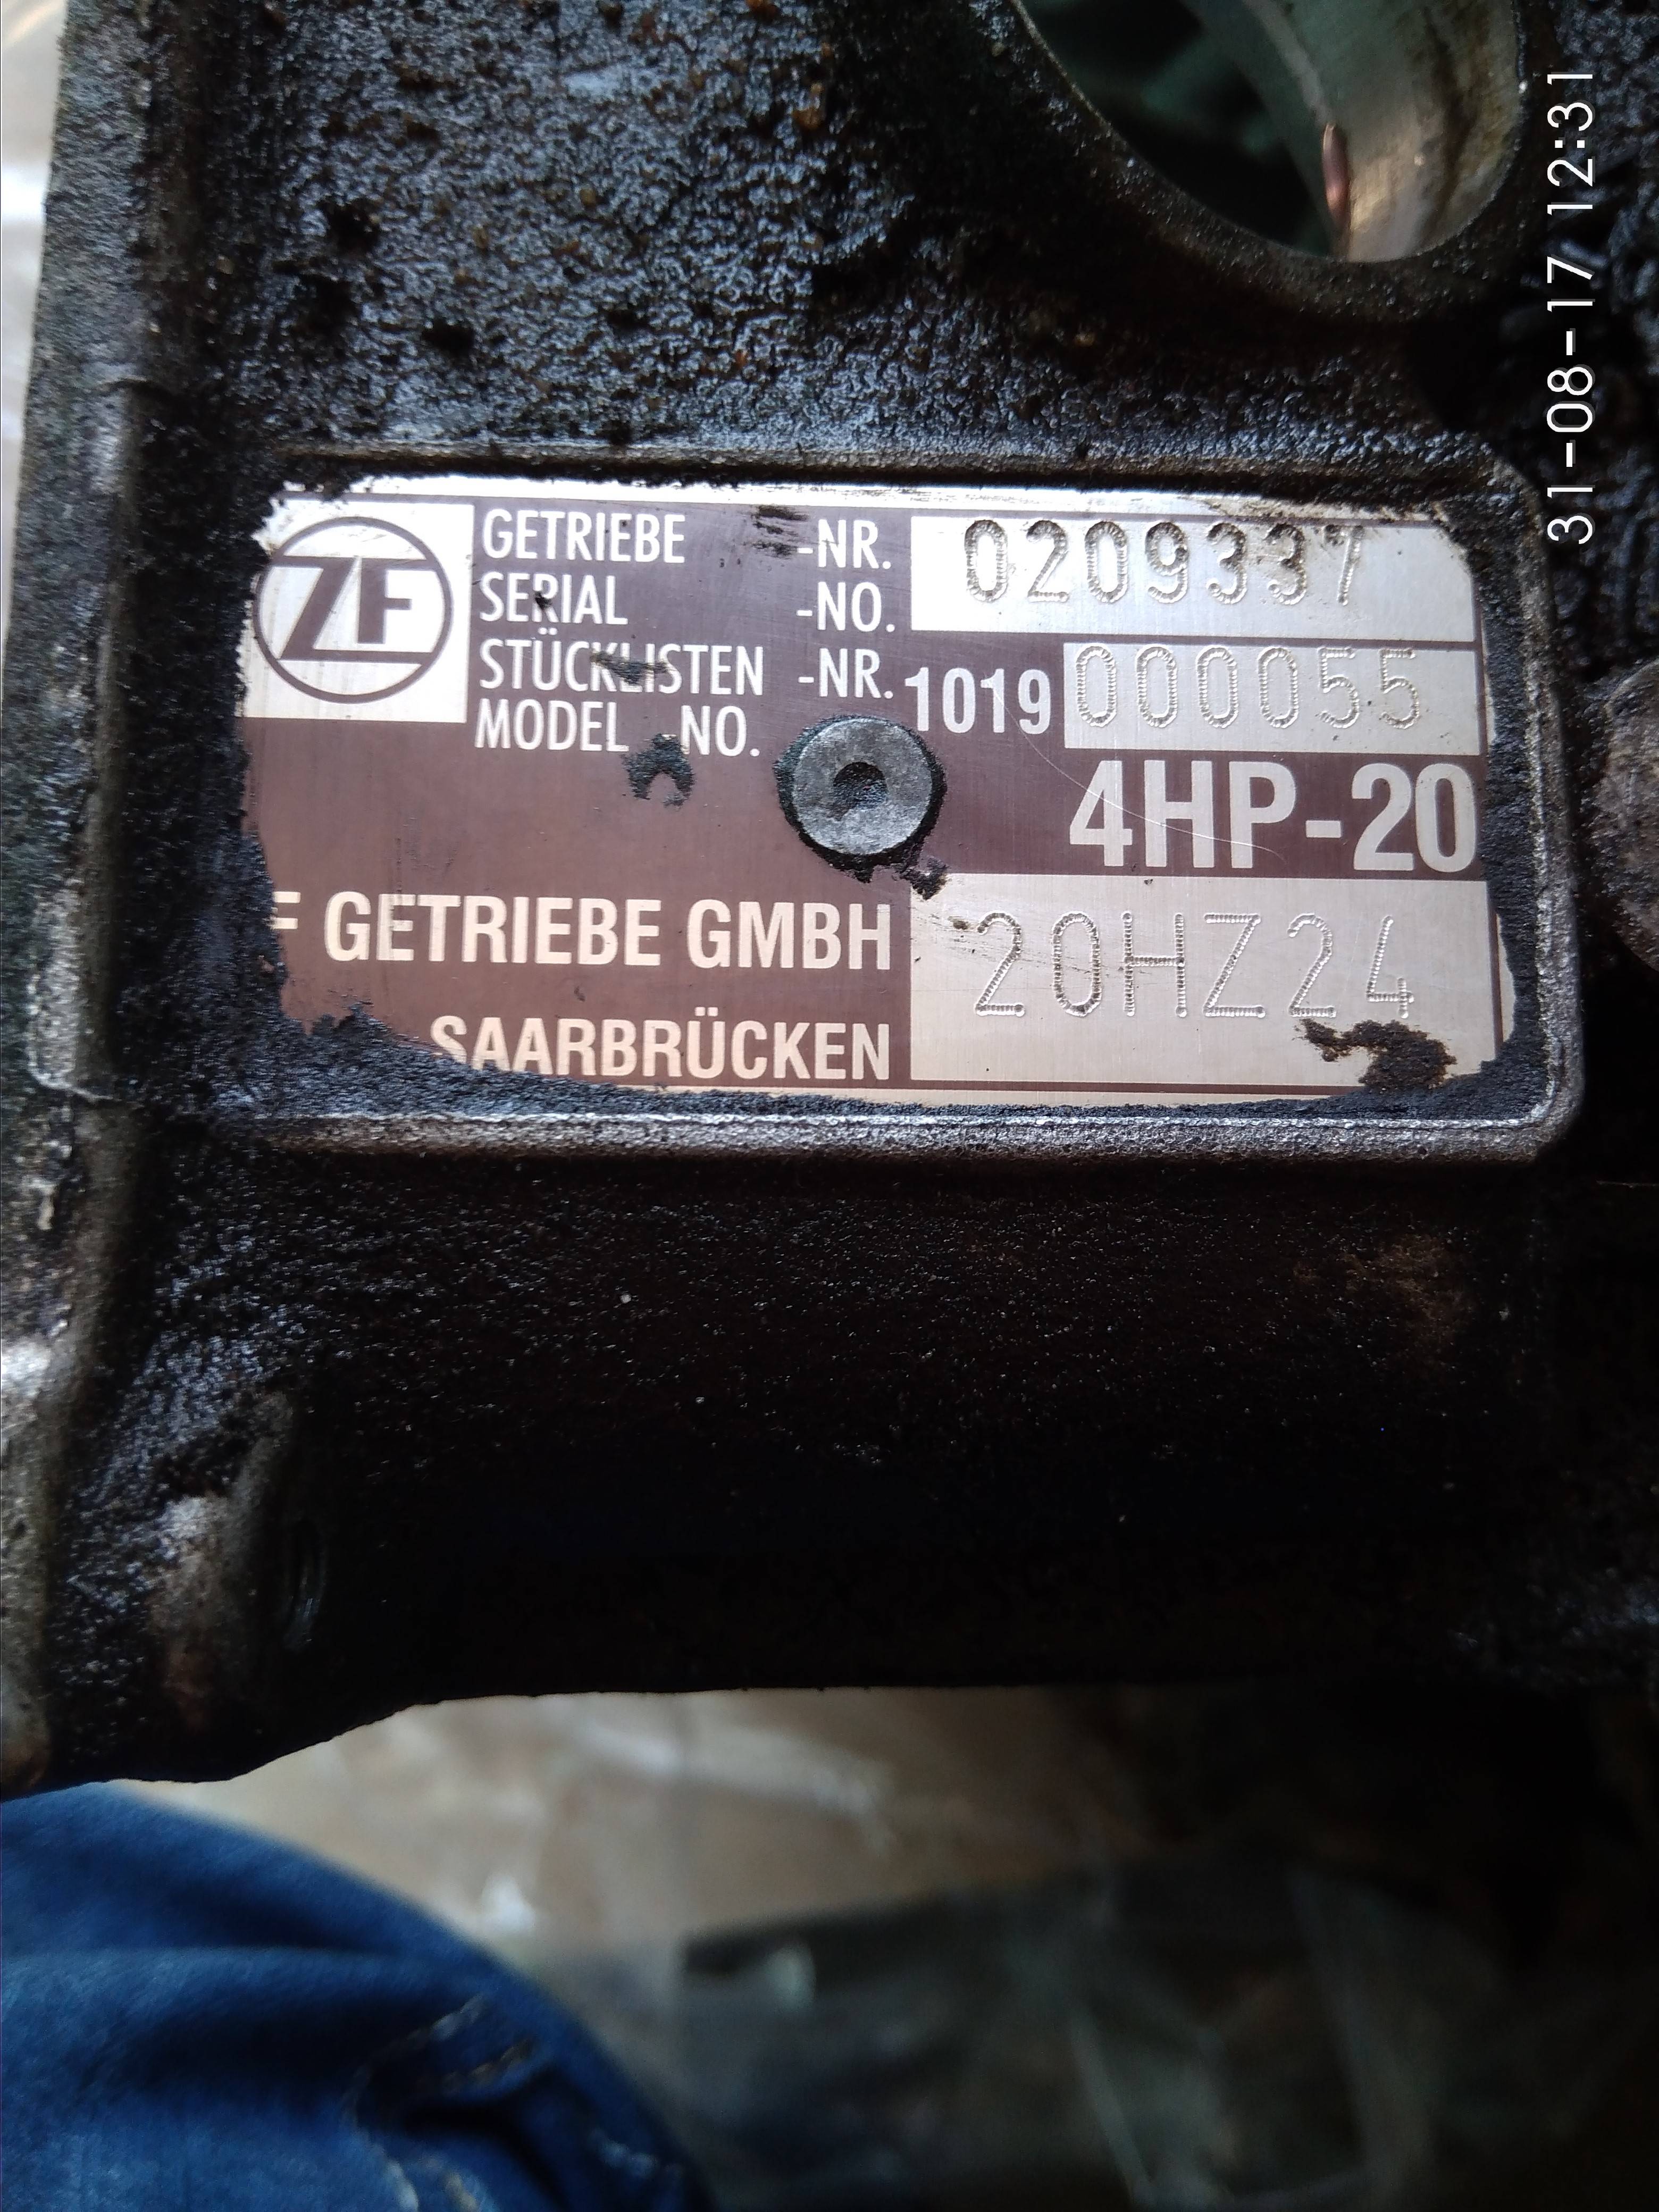 ZF
GETRIEBE -NR. 0209337
SERIAL -NO.
STÜCKLISTEN -NR. 1019 000055
MODEL -NO.
4HP-20
F GETRIEBE GMBH 20HZ24
SAARBRÜCKEN
31-08-17 12:31